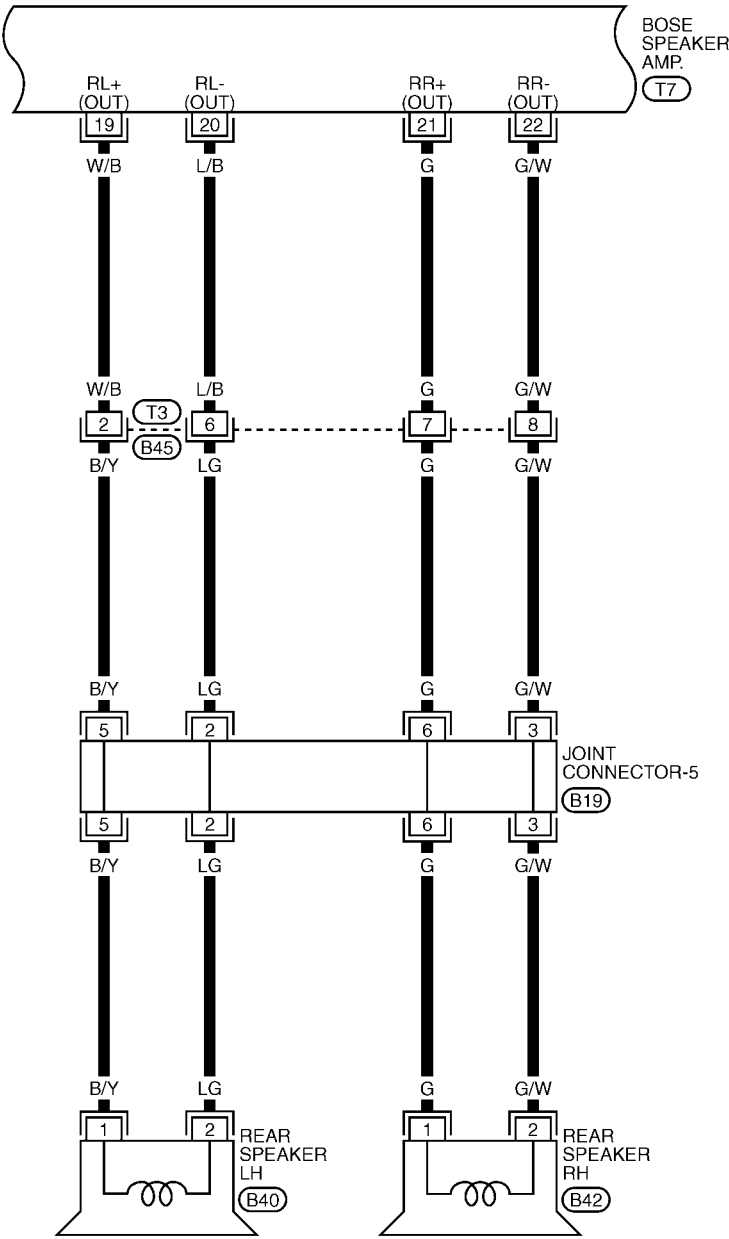 BOSE
SPEAKER
AMP.
T7
RL+ RL- RR+ RR-
(OUT) (OUT) (OUT) (OUT)
19 20 21 22
W/B L/B G G/W
W/B L/B G G/W
2 T3 6 7 8
B45
B/Y LG G G/W
B/Y LG G G/W
5 2 6 3
JOINT
CONNECTOR-5
B19
5 2 6 3
B/Y LG G G/W
B/Y LG G G/W
1 2 1 2
REAR
SPEAKER
LH
B40
REAR
SPEAKER
RH
B42